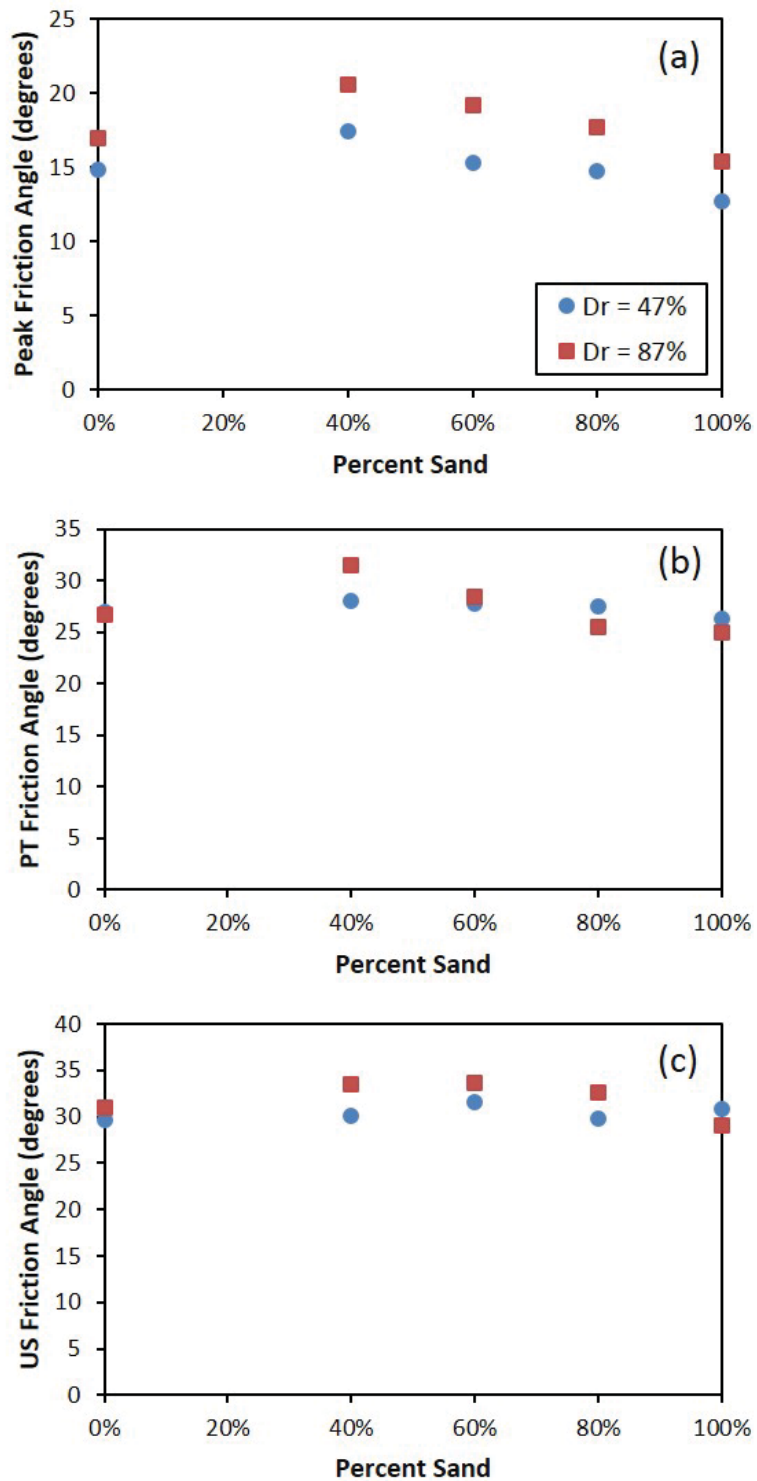 25
(a)
20
15
10
5
0
Peak Friction Angle (degrees)
Dr = 47%
Dr = 87%
0% 20% 40% 60% 80% 100%
Percent Sand
35
(b)
30
25
20
15
10
5
0
PT Friction Angle (degrees)
0% 20% 40% 60% 80% 100%
Percent Sand
40
(c)
35
30
25
20
15
10
5
0
US Friction Angle (degrees)
0% 20% 40% 60% 80% 100%
Percent Sand